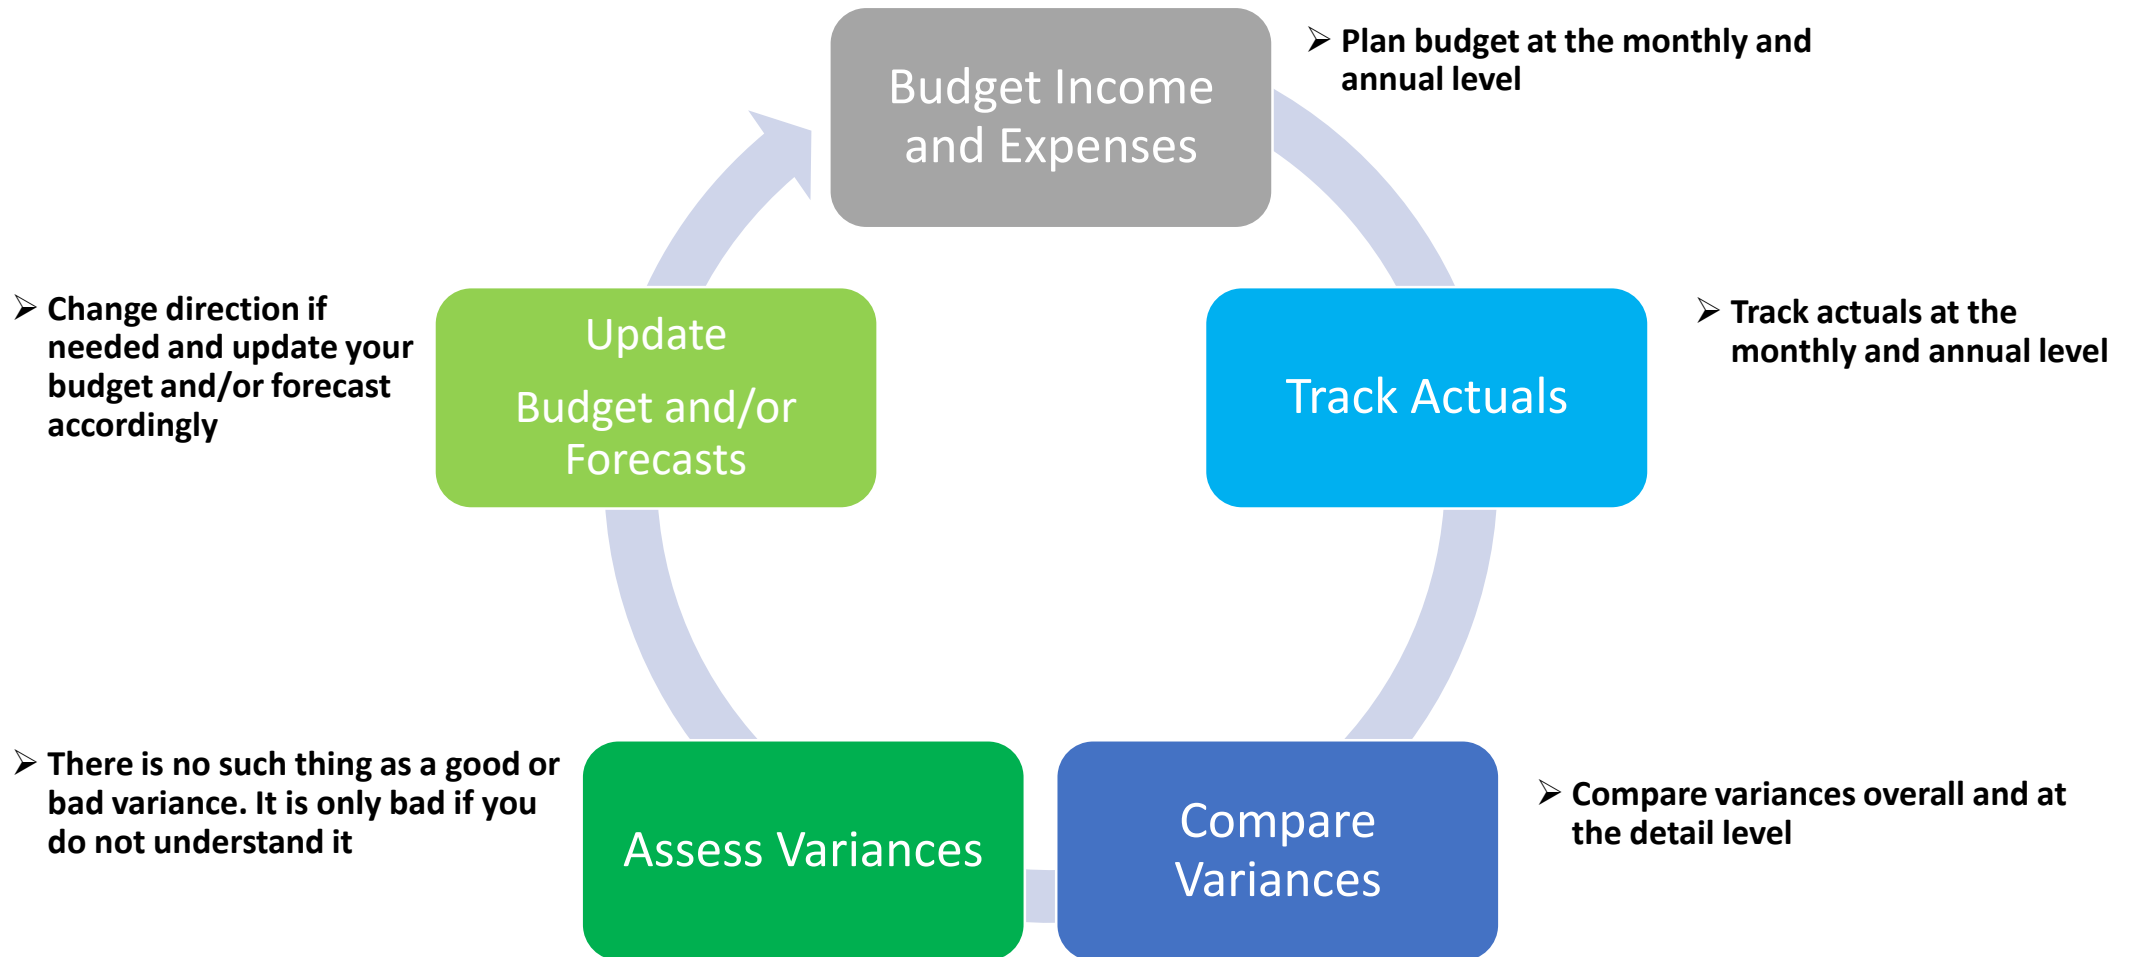 Budget Income
and Expenses
➢ Plan budget at the monthly and
annual level
Track Actuals
➢ Track actuals at the
monthly and annual level
Compare
Variances
➢ Compare variances overall and at
the detail level
Assess Variances
➢ There is no such thing as a good or
bad variance. It is only bad if you
do not understand it
Update
Budget and/or
Forecasts
➢ Change direction if
needed and update your
budget and/or forecast
accordingly